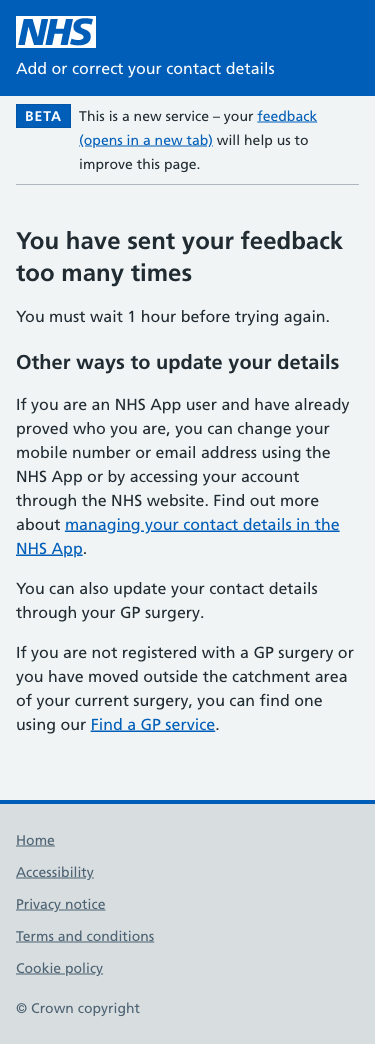 NHS
Add or correct your contact details
BETA
This is a new service – your feedback
(opens in a new tab) will help us to
improve this page.
You have sent your feedback
too many times
You must wait 1 hour before trying again.
Other ways to update your details
If you are an NHS App user and have already
proved who you are, you can change your
mobile number or email address using the
NHS App or by accessing your account
through the NHS website. Find out more
about managing your contact details in the
NHS App.
You can also update your contact details
through your GP surgery.
If you are not registered with a GP surgery or
you have moved outside the catchment area
of your current surgery, you can find one
using our Find a GP service.
Home
Accessibility
Privacy notice
Terms and conditions
Cookie policy
© Crown copyright